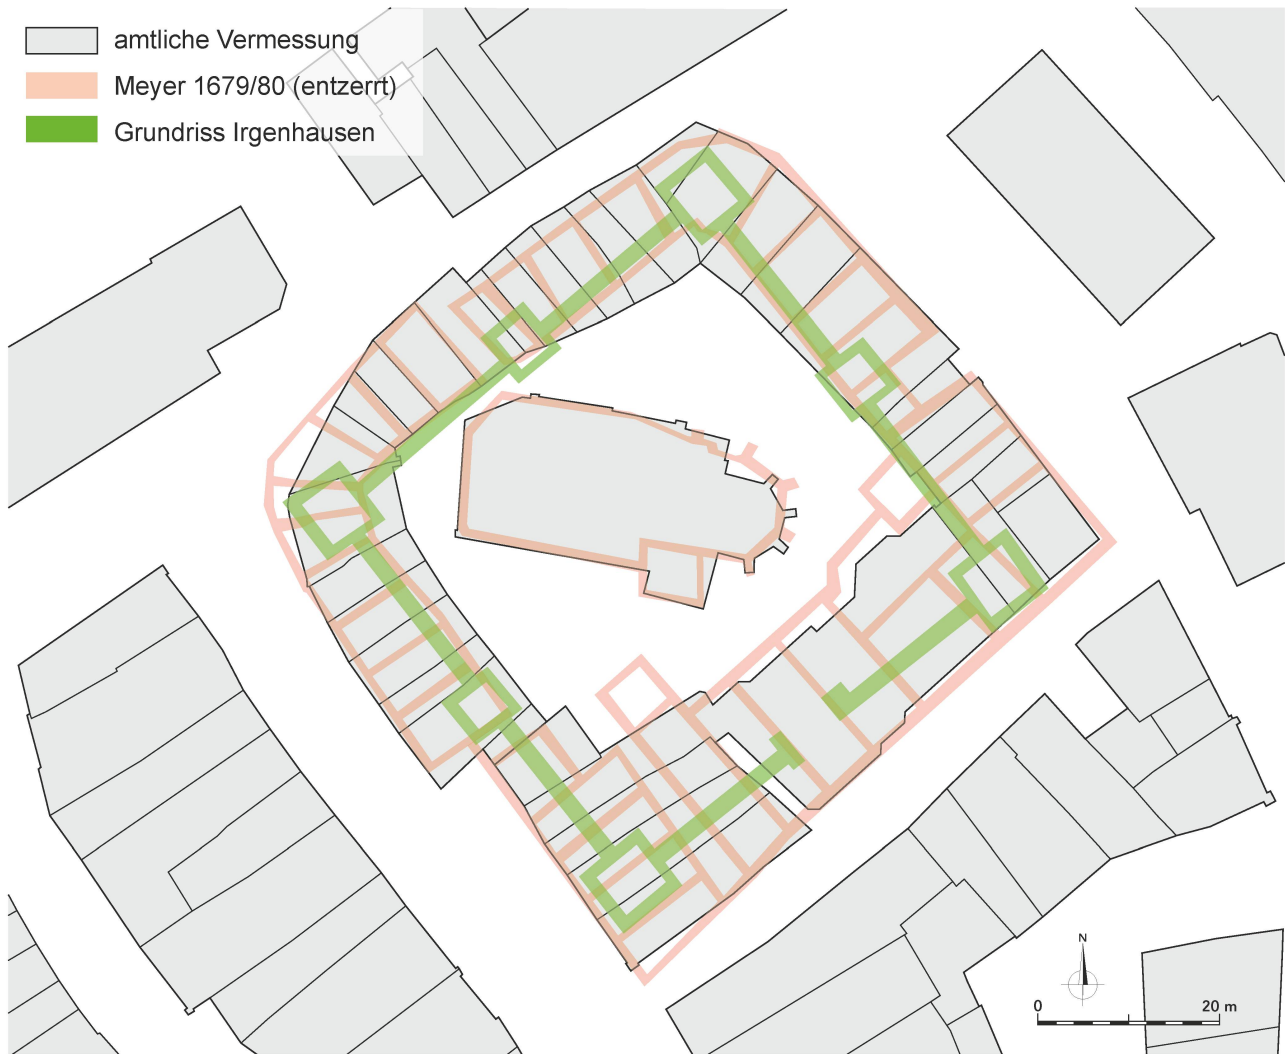 amtliche Vermessung
Meyer 1679/80 (entzerrt)
Grundriss Irgenhausen
N
0 20 m